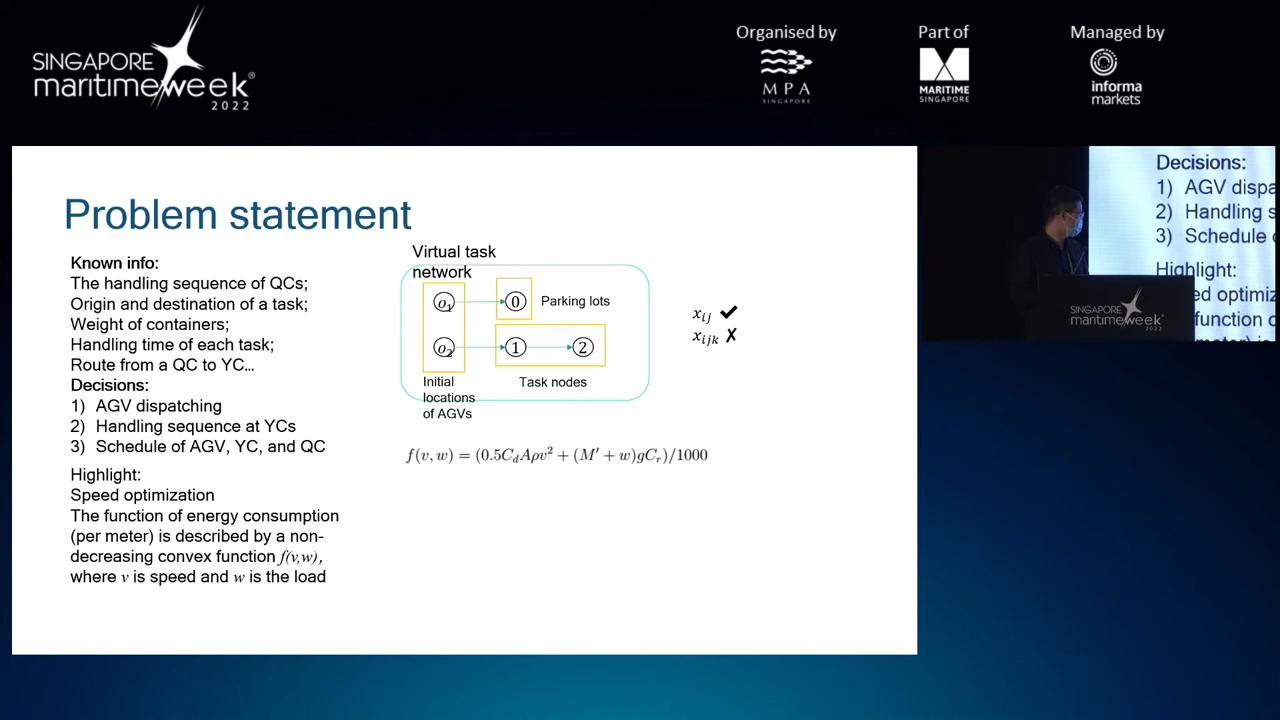 SINGAPORE
maritimeweek®
2022
Organised by
MPA
SINGAPORE
Part of
MARITIME
SINGAPORE
Managed by
informa
markets
Problem statement
Known info:
The handling sequence of QCs;
Origin and destination of a task;
Weight of containers;
Handling time of each task;
Route from a QC to YC...
Decisions:
1) AGV dispatching
2) Handling sequence at YCs
3) Schedule of AGV, YC, and QC
Highlight:
Speed optimization
The function of energy consumption
(per meter) is described by a non-
decreasing convex function f(v,w),
where v is speed and w is the load
Virtual task
network
o₁ 0 Parking lots
o₂ 1 2
Initial
locations
of AGVs
Task nodes
xᵢⱼ ✔
xᵢⱼₖ ✗
f(v, w) = (0.5C_d Aρv² + (M′ + w)gC_r)/1000
Decisions:
1) AGV dispa
2) Handling s
3) Schedule
Highlight:
ed optimiz
function
SINGAPORE
maritimeweek
2022